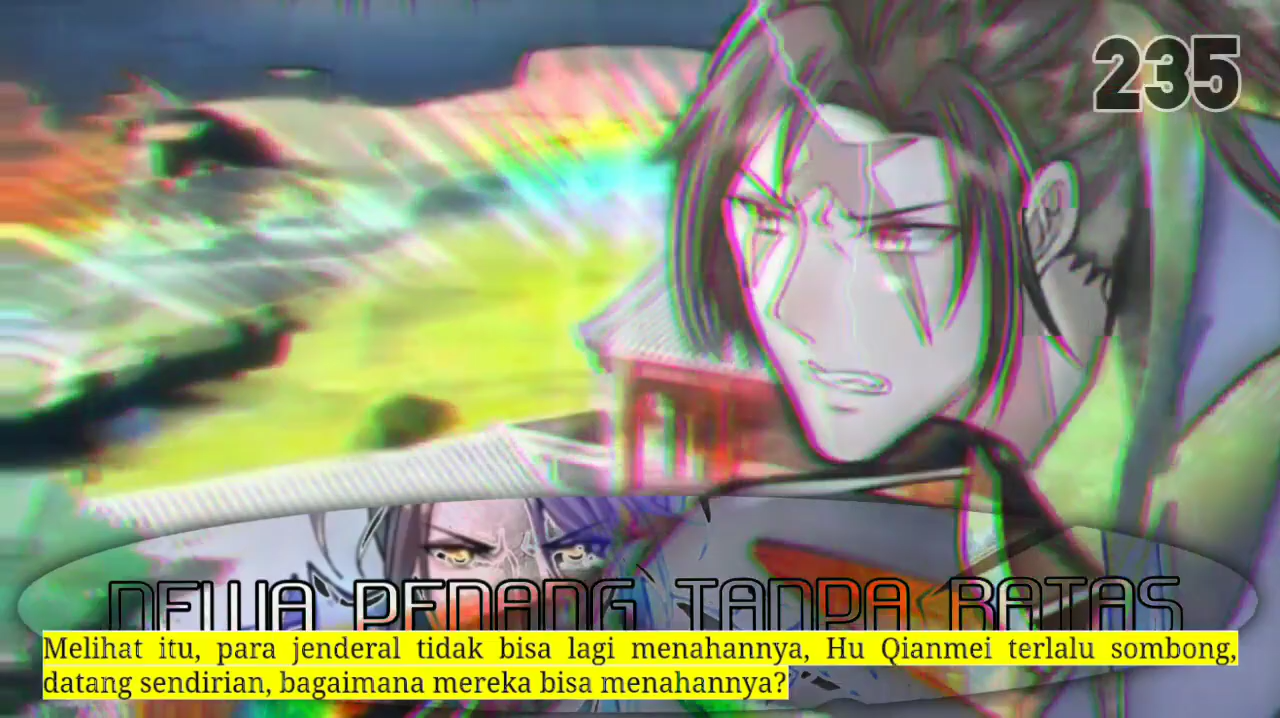 235
DEWA PEDANG TANPA BATAS
Melihat itu, para jenderal tidak bisa lagi menahannya, Hu Qianmei terlalu sombong,
datang sendirian, bagaimana mereka bisa menahannya?